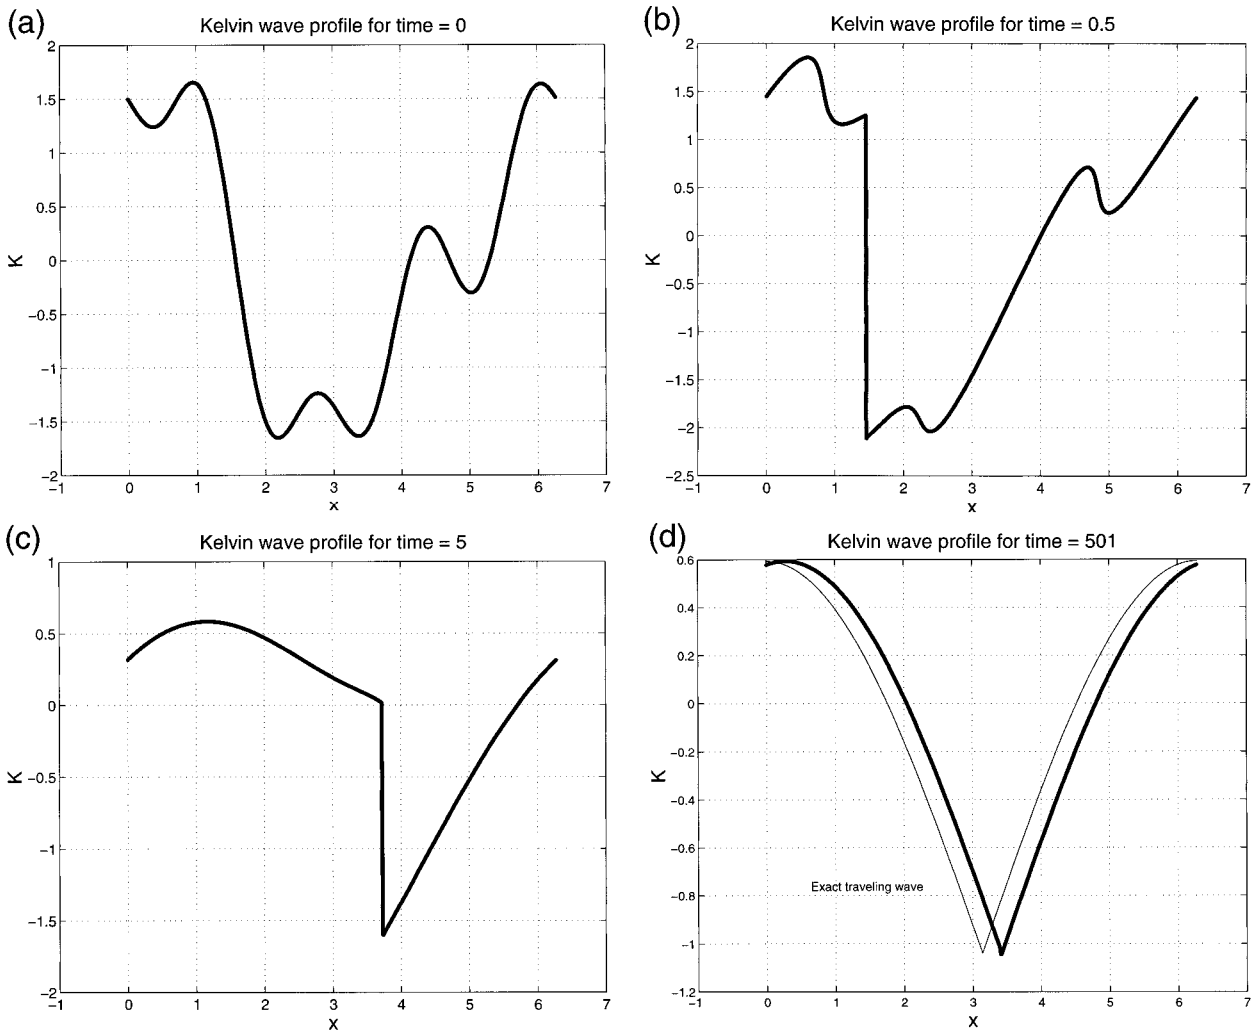 (a)
Kelvin wave profile for time = 0
2
1.5
1
0.5
0
−0.5
−1
−1.5
−2
K
−1 0 1 2 3 4 5 6 7
x
(b)
Kelvin wave profile for time = 0.5
2
1.5
1
0.5
0
−0.5
−1
−1.5
−2
−2.5
K
−1 0 1 2 3 4 5 6 7
x
(c)
Kelvin wave profile for time = 5
1
0.5
0
−0.5
−1
−1.5
−2
K
−1 0 1 2 3 4 5 6 7
x
(d)
Kelvin wave profile for time = 501
0.6
0.4
0.2
0
−0.2
−0.4
−0.6
−0.8
−1
−1.2
K
Exact traveling wave
−1 0 1 2 3 4 5 6 7
x